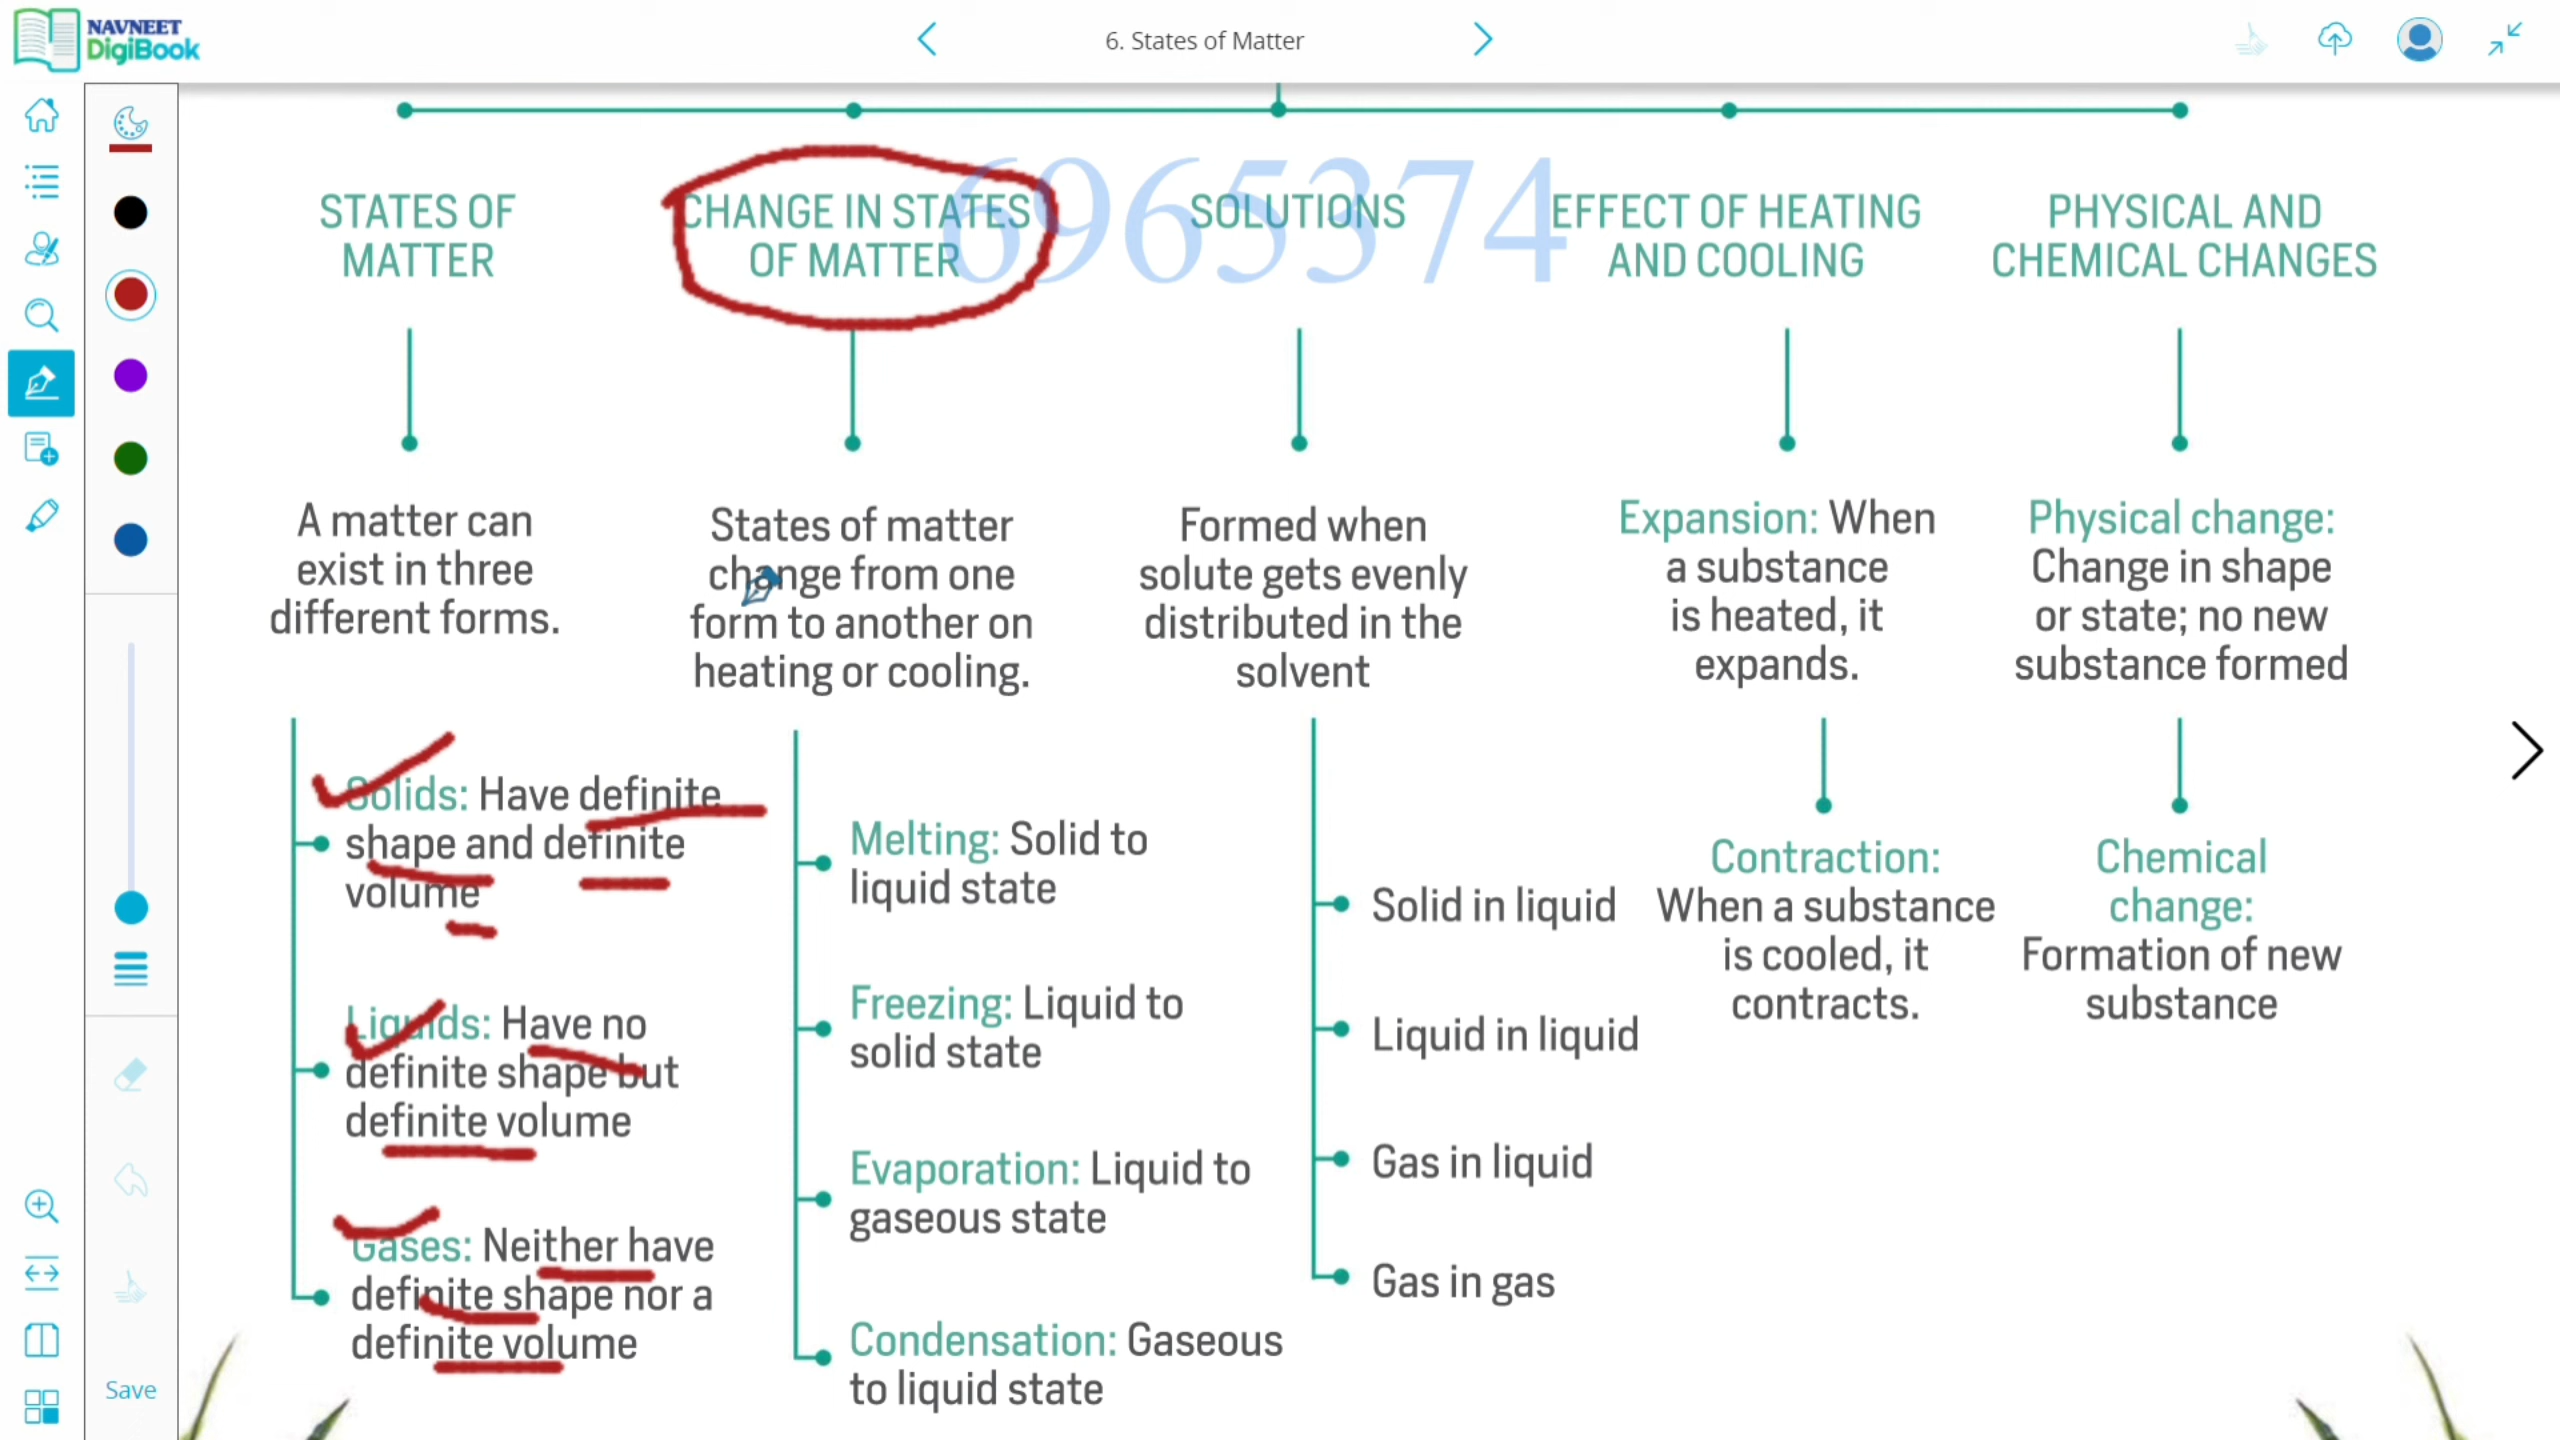 NAVNEET
DigiBook
6. States of Matter
6965374
STATES OF
MATTER
CHANGE IN STATES
OF MATTER
SOLUTIONS
EFFECT OF HEATING
AND COOLING
PHYSICAL AND
CHEMICAL CHANGES
A matter can
exist in three
different forms.
Solids: Have definite
shape and definite
volume
Liquids: Have no
definite shape but
definite volume
Gases: Neither have
definite shape nor a
definite volume
States of matter
change from one
form to another on
heating or cooling.
Melting: Solid to
liquid state
Freezing: Liquid to
solid state
Evaporation: Liquid to
gaseous state
Condensation: Gaseous
to liquid state
Formed when
solute gets evenly
distributed in the
solvent
Solid in liquid
Liquid in liquid
Gas in liquid
Gas in gas
Expansion: When
a substance
is heated, it
expands.
Contraction:
When a substance
is cooled, it
contracts.
Physical change:
Change in shape
or state; no new
substance formed
Chemical
change:
Formation of new
substance
Save